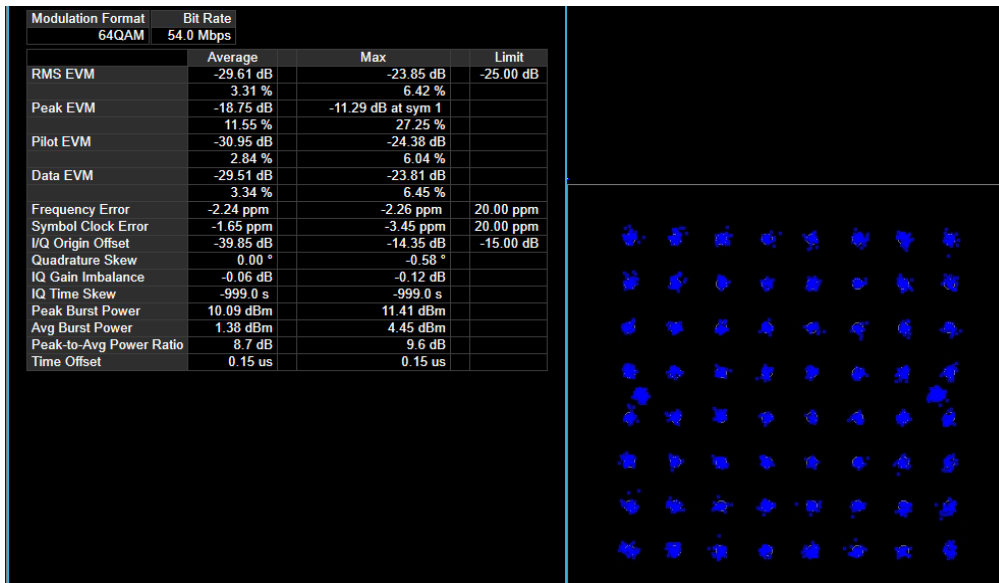 Modulation Format Bit Rate
64QAM 54.0 Mbps
Average Max Limit
RMS EVM -29.61 dB -23.85 dB -25.00 dB
3.31 % 6.42 %
Peak EVM -18.75 dB -11.29 dB at sym 1
11.55 % 27.25 %
Pilot EVM -30.95 dB -24.38 dB
2.84 % 6.04 %
Data EVM -29.51 dB -23.81 dB
3.34 % 6.45 %
Frequency Error -2.24 ppm -2.26 ppm 20.00 ppm
Symbol Clock Error -1.65 ppm -3.45 ppm 20.00 ppm
I/Q Origin Offset -39.85 dB -14.35 dB -15.00 dB
Quadrature Skew 0.00 ° -0.58 °
IQ Gain Imbalance -0.06 dB -0.12 dB
IQ Time Skew -999.0 s -999.0 s
Peak Burst Power 10.09 dBm 11.41 dBm
Avg Burst Power 1.38 dBm 4.45 dBm
Peak-to-Avg Power Ratio 8.7 dB 9.6 dB
Time Offset 0.15 us 0.15 us